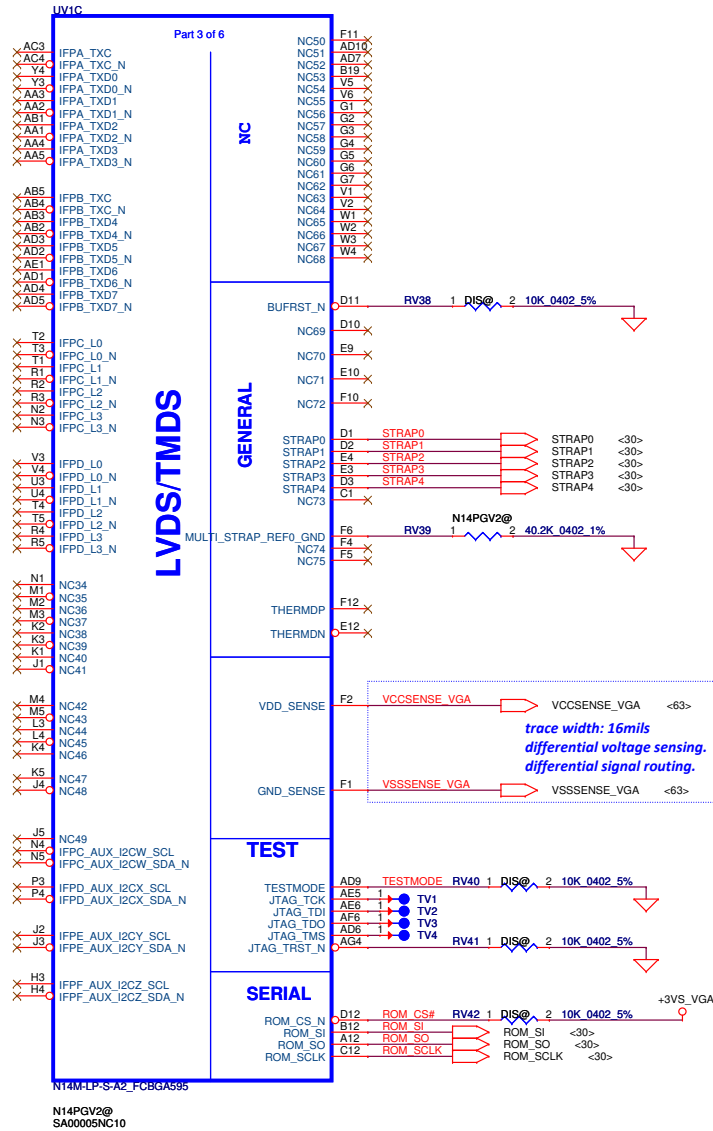 UV1C
Part 3 of 6
AC3 IFPA_TXC
AC4 IFPA_TXC_N
Y4 IFPA_TXD0
Y3 IFPA_TXD0_N
AA3 IFPA_TXD1
AA2 IFPA_TXD1_N
AB1 IFPA_TXD2
AA1 IFPA_TXD2_N
AA4 IFPA_TXD3
AA5 IFPA_TXD3_N
AB5 IFPB_TXC
AB4 IFPB_TXC_N
AB3 IFPB_TXD4
AB2 IFPB_TXD4_N
AD3 IFPB_TXD5
AD2 IFPB_TXD5_N
AE1 IFPB_TXD6
AD1 IFPB_TXD6_N
AD4 IFPB_TXD7
AD5 IFPB_TXD7_N
T2 IFPC_L0
T3 IFPC_L0_N
T1 IFPC_L1
R1 IFPC_L1_N
R2 IFPC_L2
R3 IFPC_L2_N
N2 IFPC_L3
N3 IFPC_L3_N
V3 IFPD_L0
V4 IFPD_L0_N
U3 IFPD_L1
U4 IFPD_L1_N
T4 IFPD_L2
T5 IFPD_L2_N
R4 IFPD_L3
R5 IFPD_L3_N
N1 NC34
M1 NC35
M2 NC36
M3 NC37
K2 NC38
K3 NC39
K1 NC40
J1 NC41
M4 NC42
M5 NC43
L3 NC44
L4 NC45
K4 NC46
K5 NC47
J4 NC48
J5 NC49
N4 IFPC_AUX_I2CW_SCL
N5 IFPC_AUX_I2CW_SDA_N
P3 IFPD_AUX_I2CX_SCL
P4 IFPD_AUX_I2CX_SDA_N
J2 IFPE_AUX_I2CY_SCL
J3 IFPE_AUX_I2CY_SDA_N
H3 IFPF_AUX_I2CZ_SCL
H4 IFPF_AUX_I2CZ_SDA_N
LVDS/TMDS
NC
NC50 F11
NC51 AD10
NC52 AD7
NC53 B19
NC54 V5
NC55 V6
NC56 G1
NC57 G2
NC58 G3
NC59 G4
NC60 G5
NC61 G6
NC62 G7
NC63 V1
NC64 V2
NC65 W1
NC66 W2
NC67 W3
NC68 W4
GENERAL
BUFRST_N D11 RV38 1 DIS@ 2 10K_0402_5%
NC69 D10
NC70 E9
NC71 E10
NC72 F10
STRAP0 D1 STRAP0 STRAP0 <30>
STRAP1 D2 STRAP1 STRAP1 <30>
STRAP2 E4 STRAP2 STRAP2 <30>
STRAP3 E3 STRAP3 STRAP3 <30>
STRAP4 D3 STRAP4 STRAP4 <30>
NC73 C1
N14PGV2@
MULTI_STRAP_REF0_GND F6 RV39 1 2 40.2K_0402_1%
NC74 F4
NC75 F5
THERMDP F12
THERMDN E12
VDD_SENSE F2 VCCSENSE_VGA VCCSENSE_VGA <63>
trace width: 16mils
differential voltage sensing.
differential signal routing.
GND_SENSE F1 VSSSENSE_VGA VSSSENSE_VGA <63>
TEST
TESTMODE AD9 TESTMODE RV40 1 DIS@ 2 10K_0402_5%
JTAG_TCK AE5 1 TV1
JTAG_TDI AE6 1 TV2
JTAG_TDO AF6 1 TV3
JTAG_TMS AD6 1 TV4
JTAG_TRST_N AG4 RV41 1 DIS@ 2 10K_0402_5%
SERIAL
+3VS_VGA
ROM_CS_N D12 ROM_CS# RV42 1 DIS@ 2 10K_0402_5%
ROM_SI B12 ROM_SI ROM_SI <30>
ROM_SO A12 ROM_SO ROM_SO <30>
ROM_SCLK C12 ROM_SCLK ROM_SCLK <30>
N14M-LP-S-A2_FCBGA595
N14PGV2@
SA00005NC10